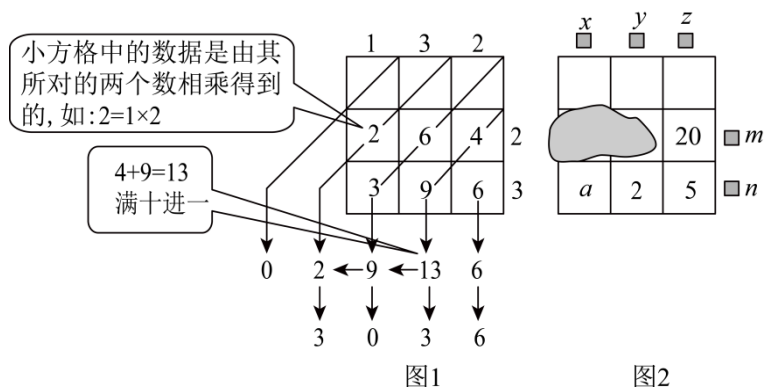 小方格中的数据是由其
所对的两个数相乘得到
的,如:2=1×2
4+9=13
满十进一
1 3 2
2 6 4 2
3 9 6 3
0 2 9 13 6
3 0 3 6
图1
x y z
20 m
a 2 5 n
图2